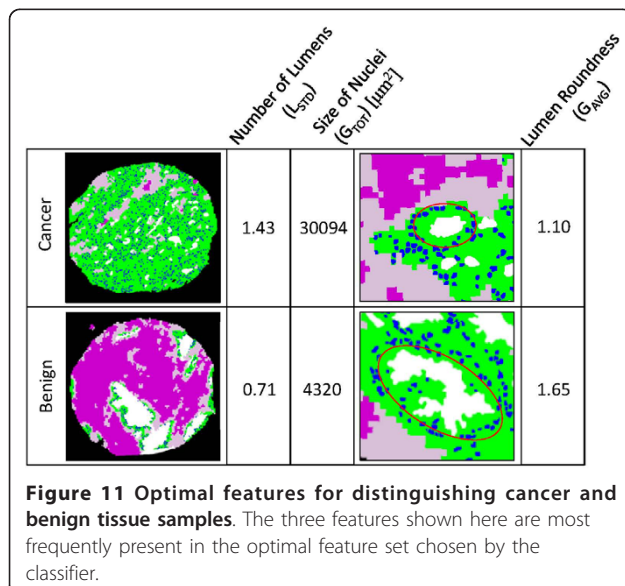 Number of Lumens
(L_STD)
Size of Nuclei
(G_TOT) [μm²]
Lumen Roundness
(G_AVG)
Cancer
1.43
30094
1.10
Benign
0.71
4320
1.65
Figure 11 Optimal features for distinguishing cancer and
benign tissue samples. The three features shown here are most
frequently present in the optimal feature set chosen by the
classifier.